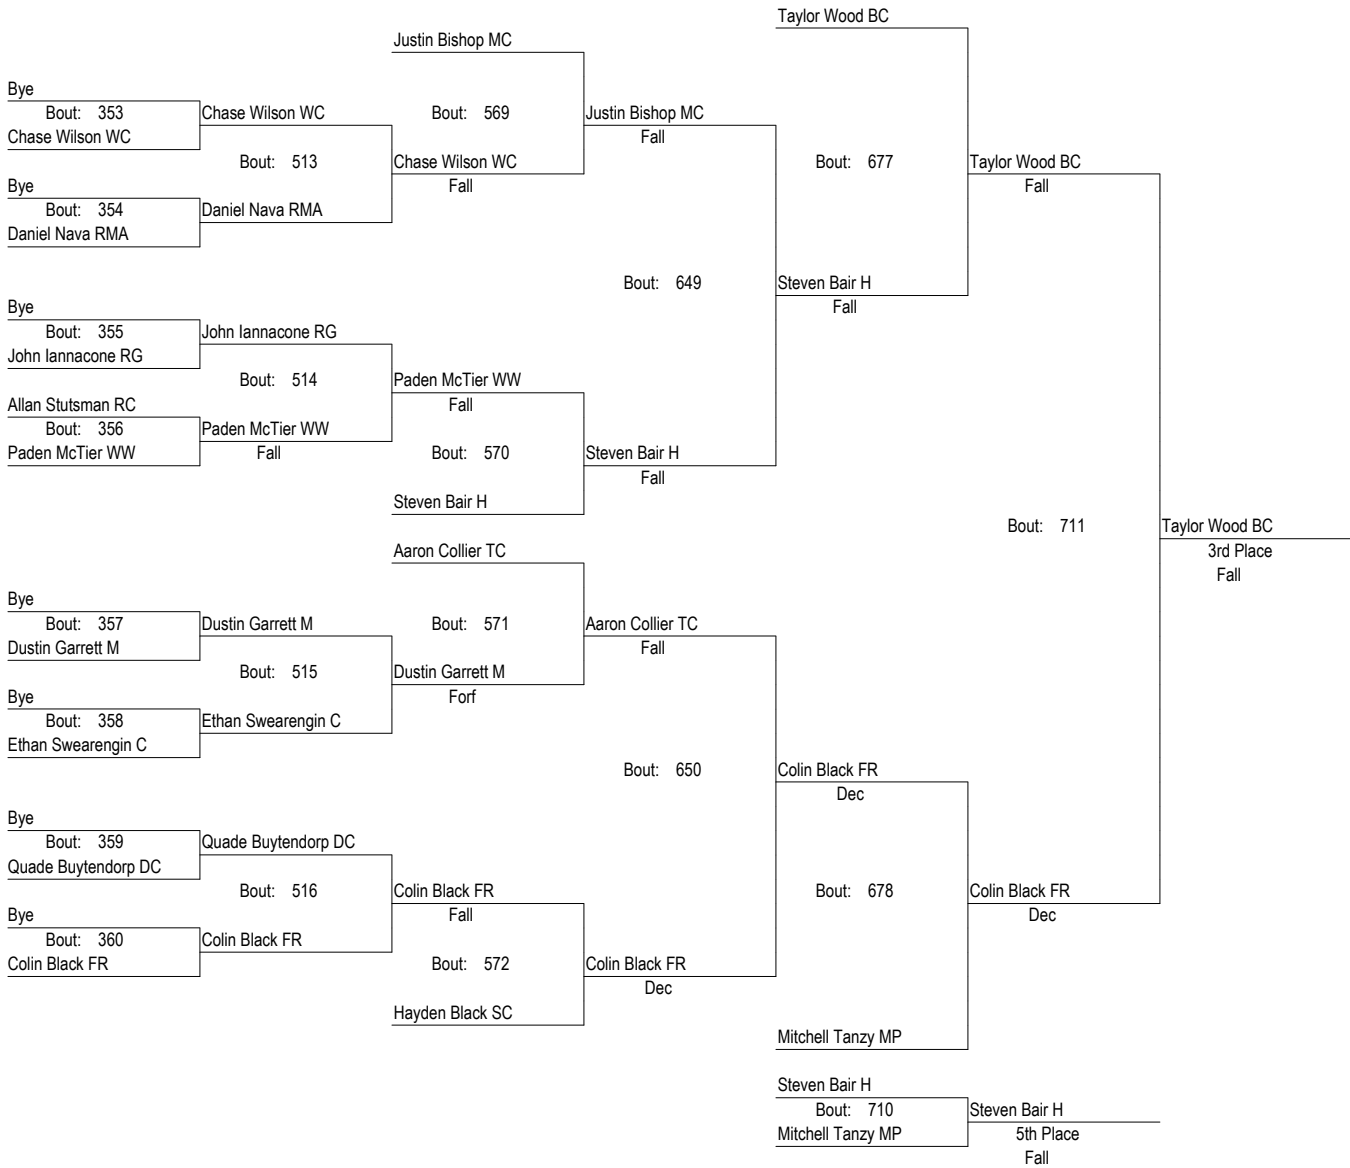 Taylor Wood BC
Justin Bishop MC
Bye
Bout: 353
Chase Wilson WC
Bout: 569
Justin Bishop MC
Chase Wilson WC
Fall
Bout: 513
Chase Wilson WC
Bout: 677
Taylor Wood BC
Bye
Fall
Fall
Bout: 354
Daniel Nava RMA
Daniel Nava RMA
Bout: 649
Steven Bair H
Bye
Fall
Bout: 355
John Iannacone RG
John Iannacone RG
Bout: 514
Paden McTier WW
Allan Stutsman RC
Fall
Bout: 356
Paden McTier WW
Paden McTier WW
Fall
Bout: 570
Steven Bair H
Fall
Steven Bair H
Bout: 711
Taylor Wood BC
Aaron Collier TC
3rd Place
Fall
Bye
Bout: 357
Dustin Garrett M
Bout: 571
Aaron Collier TC
Dustin Garrett M
Fall
Bout: 515
Dustin Garrett M
Bye
Forf
Bout: 358
Ethan Swearengin C
Ethan Swearengin C
Bout: 650
Colin Black FR
Dec
Bye
Bout: 359
Quade Buytendorp DC
Quade Buytendorp DC
Bout: 516
Colin Black FR
Bout: 678
Colin Black FR
Bye
Fall
Dec
Bout: 360
Colin Black FR
Colin Black FR
Bout: 572
Colin Black FR
Dec
Hayden Black SC
Mitchell Tanzy MP
Steven Bair H
Bout: 710
Steven Bair H
Mitchell Tanzy MP
5th Place
Fall